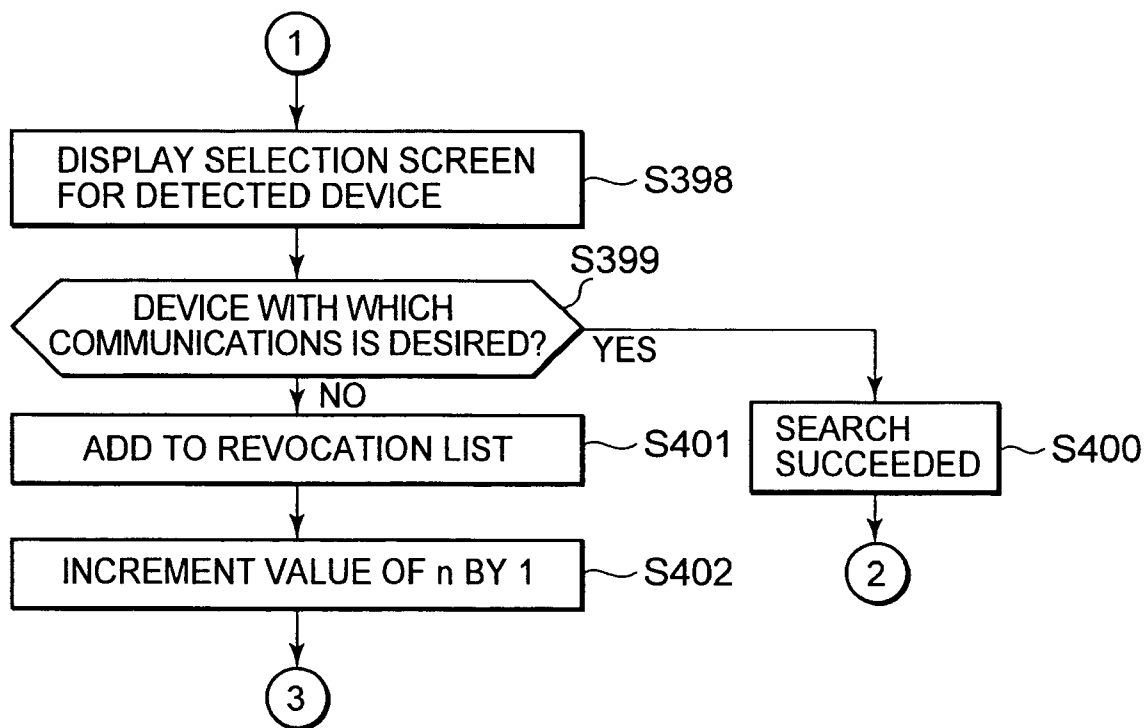 1
DISPLAY SELECTION SCREEN
FOR DETECTED DEVICE
S398
S399
DEVICE WITH WHICH
COMMUNICATIONS IS DESIRED?
YES
NO
ADD TO REVOCATION LIST
S401
SEARCH
SUCCEEDED
S400
INCREMENT VALUE OF n BY 1
S402
2
3